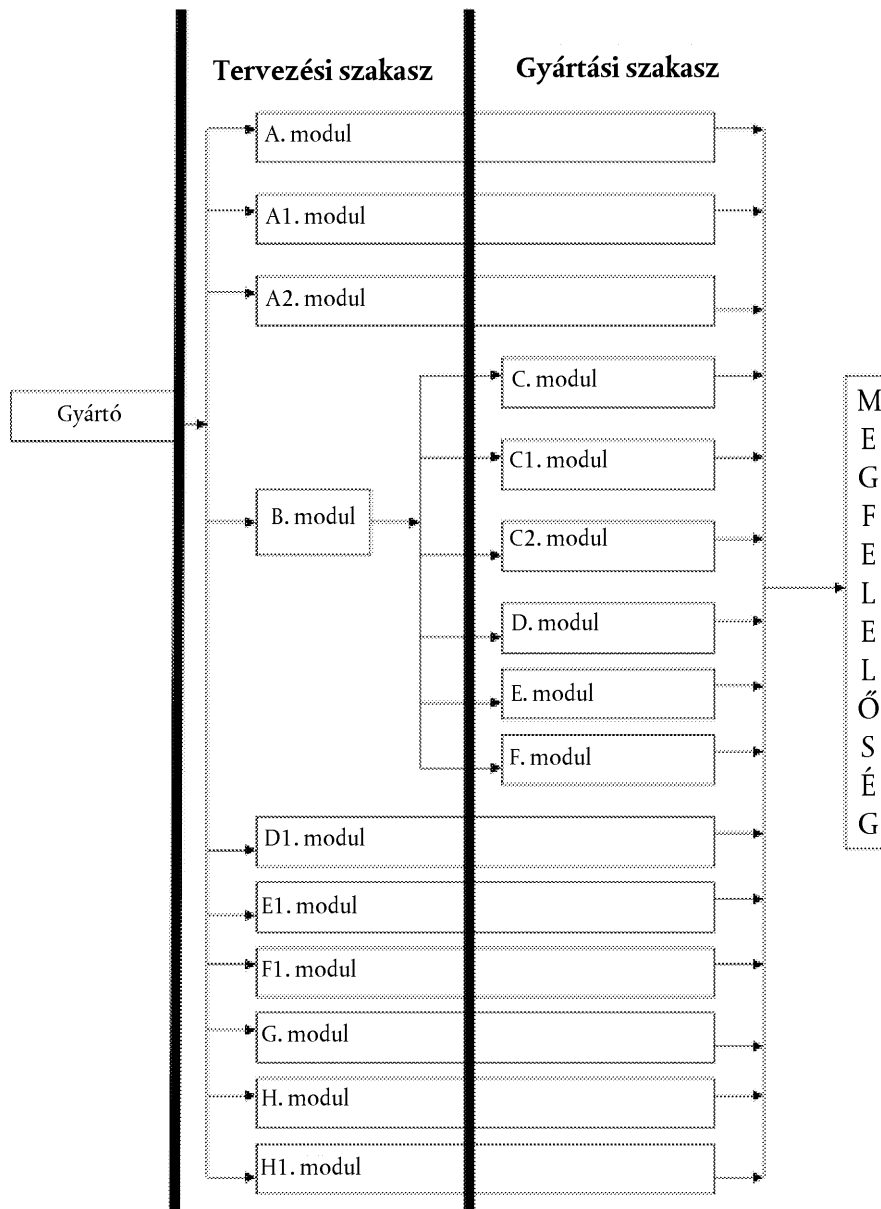 Tervezési szakasz
Gyártási szakasz
A. modul
A1. modul
A2. modul
Gyártó
B. modul
C. modul
C1. modul
C2. modul
D. modul
E. modul
F. modul
D1. modul
E1. modul
F1. modul
G. modul
H. modul
H1. modul
M
E
G
F
E
L
E
L
Ő
S
É
G